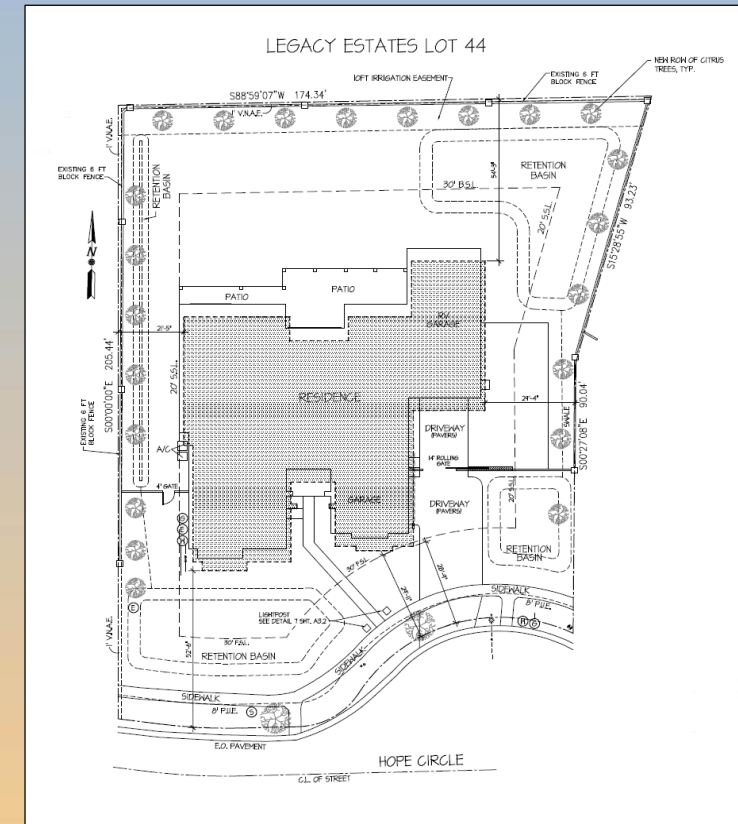 LEGACY ESTATES LOT 44
NEW ROW OF CITRUS
TREES, TYP.
EXISTING 6 FT
BLOCK FENCE
10FT IRRIGATION EASEMENT
S88°59'07"W 174.34'
1' V.N.A.E.
1' V.N.A.E.
EXISTING 6 FT
BLOCK FENCE
RETENTION
BASIN
RETENTION
BASIN
30' B.S.L.
20' S.S.L.
S15°28'55"W 93.23'
N
PATIO
PATIO
RV
GARAGE
21'-5"
20' S.S.L.
S00°00'00"E 205.44'
RESIDENCE
24'-4"
S00°27'08"E 90.04'
EXISTING 6 FT
BLOCK FENCE
DRIVEWAY
(PAVERS)
SWALE
A/C
14' ROLLING
GATE
4' GATE
GARAGE
DRIVEWAY
(PAVERS)
20' S.S.L.
RETENTION
BASIN
30' F.S.L.
LIGHTPOST
SEE DETAIL 7 SHT. A3.2
SIDEWALK
8' P.U.E.
E
1' V.N.A.E.
30' F.S.L.
RETENTION BASIN
52'-6"
SIDEWALK
SIDEWALK
8' P.U.E.
S
E.O. PAVEMENT
HOPE CIRCLE
C.L. OF STREET